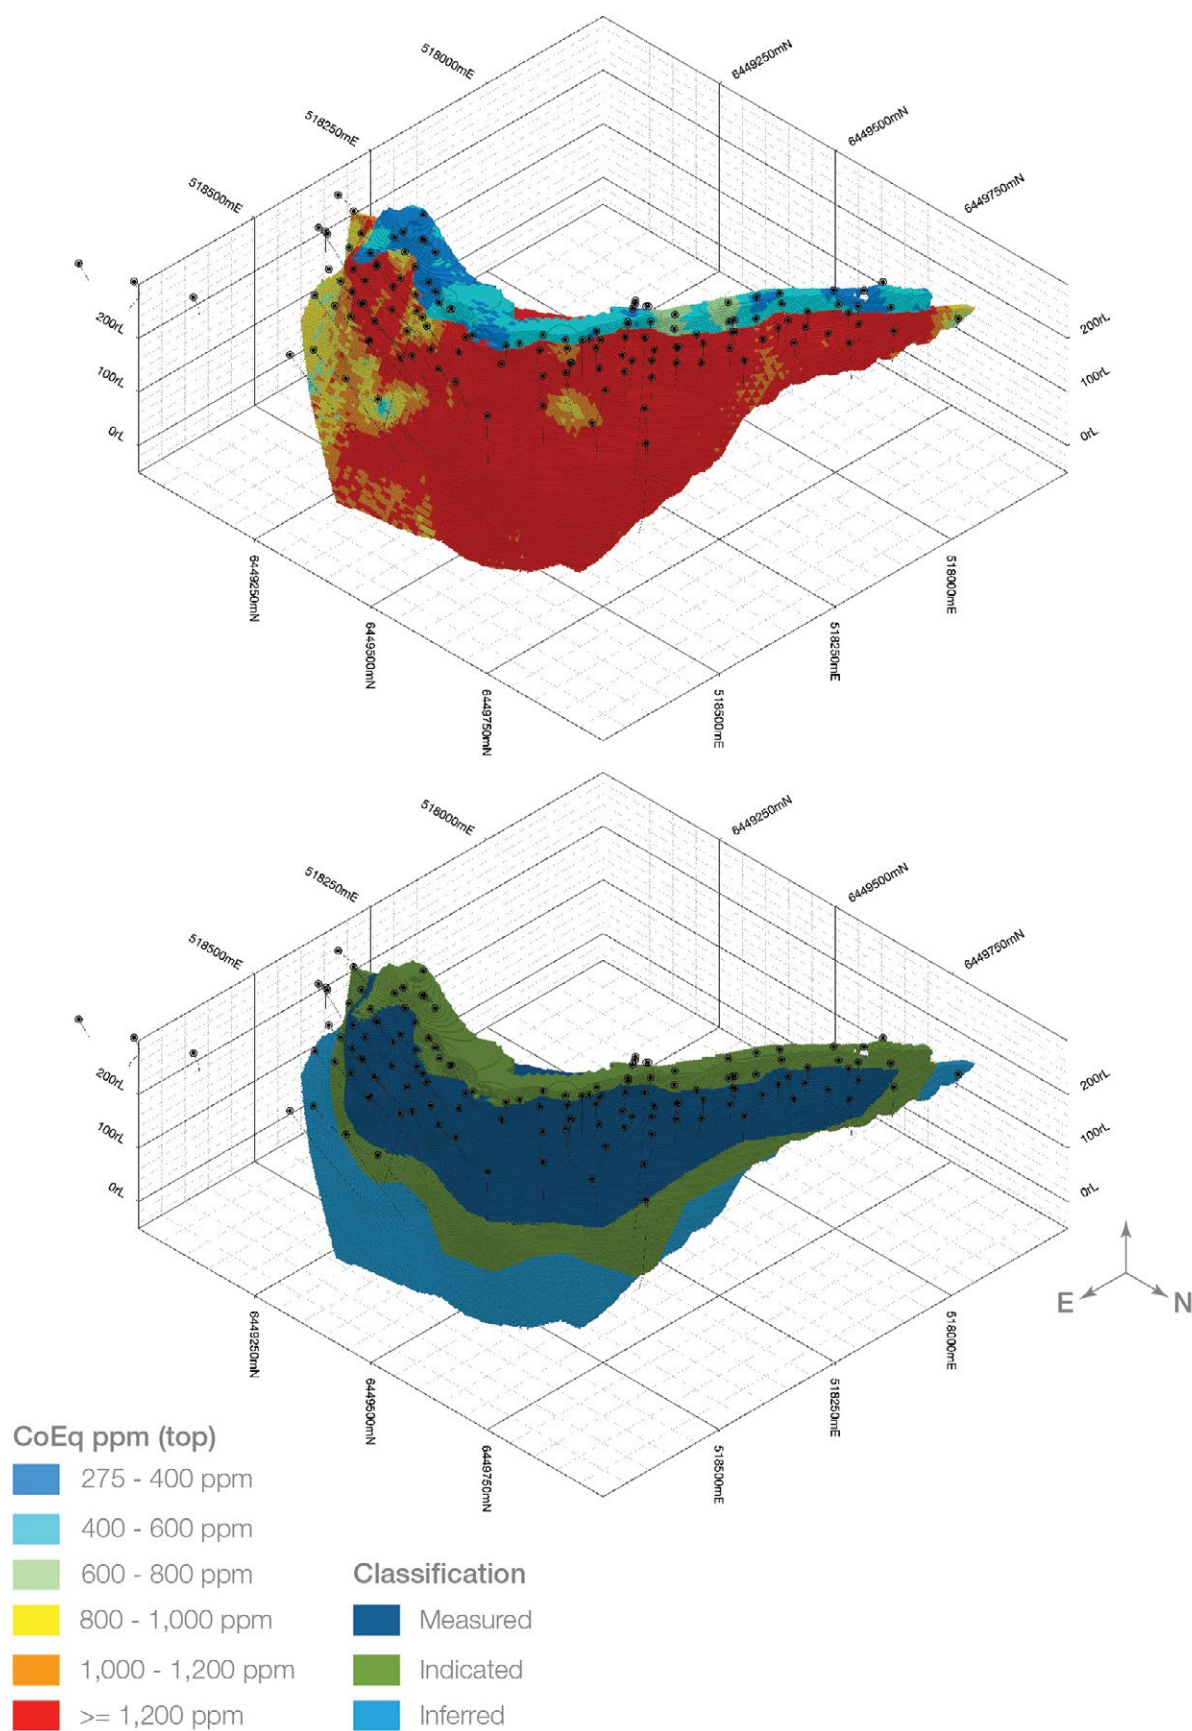 518000mE
6449250mN
518250mE
6449500mN
518500mE
6449750mN
200rL
100rL
0rL
200rL
100rL
0rL
6449250mN
6449500mN
6449750mN
518500mE
518250mE
518000mE
518000mE
6449250mN
518250mE
6449500mN
518500mE
6449750mN
200rL
100rL
0rL
200rL
100rL
0rL
6449250mN
6449500mN
6449750mN
518500mE
518250mE
518000mE
E N
CoEq ppm (top)
275 - 400 ppm
400 - 600 ppm
600 - 800 ppm
800 - 1,000 ppm
1,000 - 1,200 ppm
>= 1,200 ppm
Classification
Measured
Indicated
Inferred